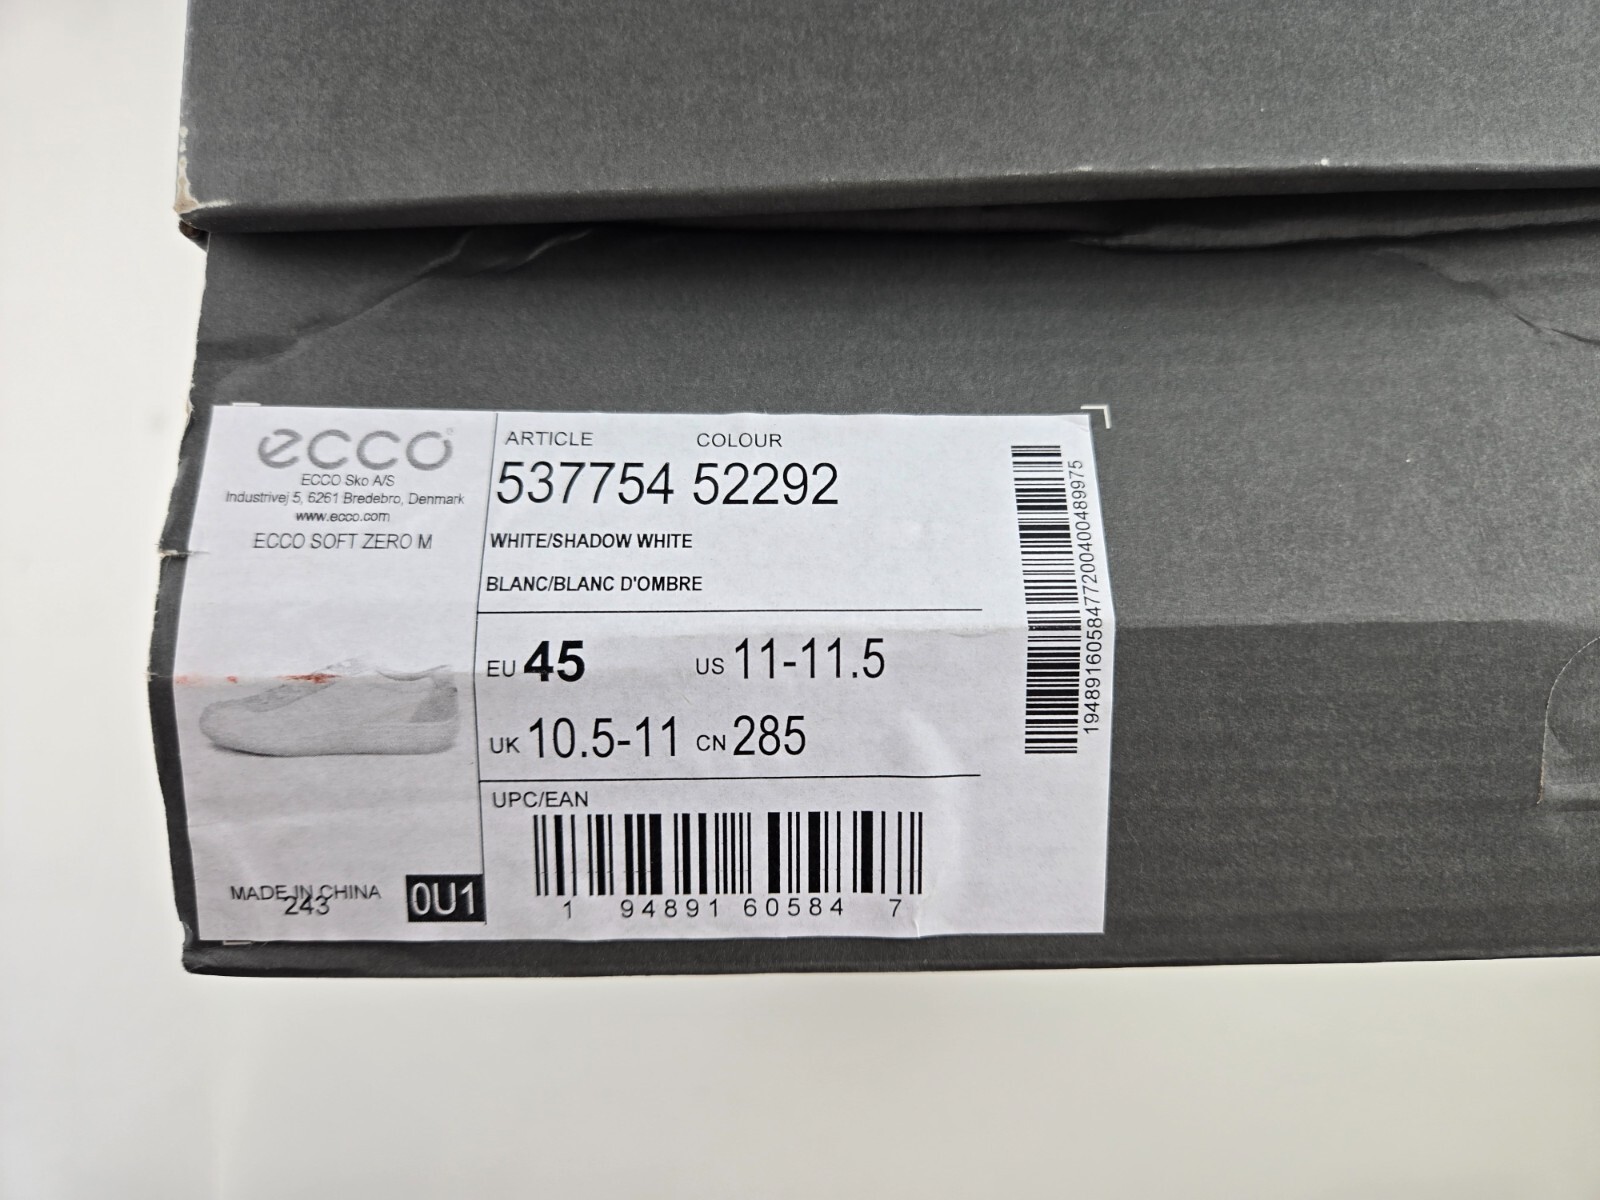 ecco®
ECCO Sko A/S
Industrivej 5, 6261 Bredebro, Denmark
www.ecco.com
ECCO SOFT ZERO M
MADE IN CHINA
243
0U1
ARTICLE COLOUR
537754 52292
WHITE/SHADOW WHITE
BLANC/BLANC D'OMBRE
EU 45 US 11-11.5
UK 10.5-11 CN 285
UPC/EAN
1 94891 60584 7
1948916058477200400489975